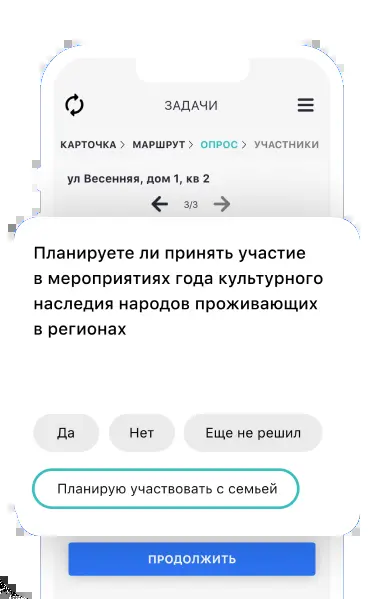 ЗАДАЧИ
КАРТОЧКА > МАРШРУТ > ОПРОС > УЧАСТНИКИ
ул Весенняя, дом 1, кв 2
3/3
Планируете ли принять участие
в мероприятиях года культурного
наследия народов проживающих
в регионах
Да Нет Еще не решил
Планирую участвовать с семьей
ПРОДОЛЖИТЬ